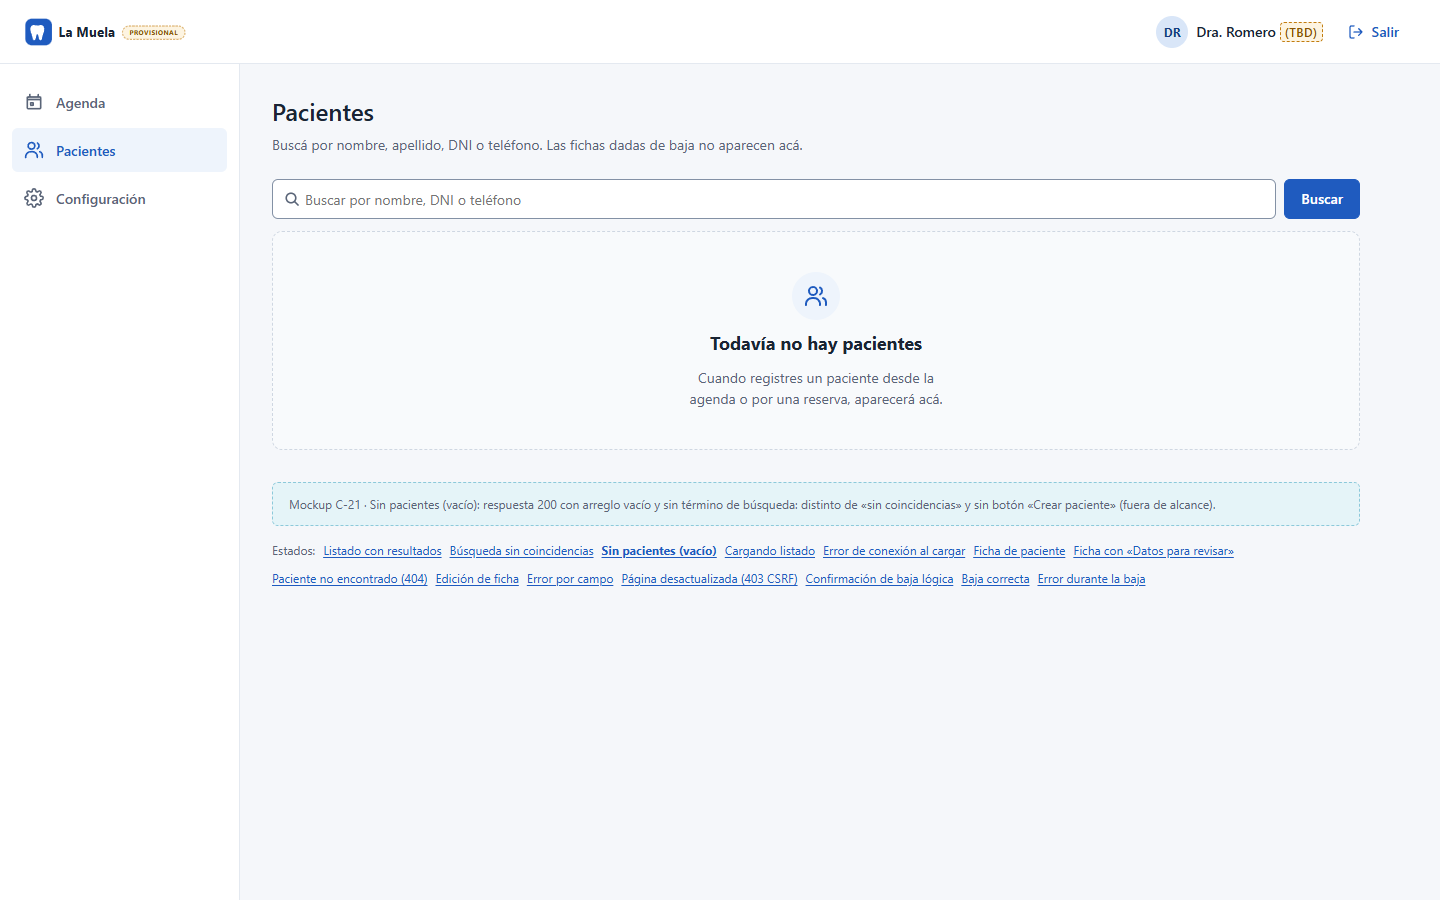 La Muela PROVISIONAL
DR Dra. Romero (TBD) Salir
Agenda
Pacientes
Configuración
Pacientes
Buscá por nombre, apellido, DNI o teléfono. Las fichas dadas de baja no aparecen acá.
Buscar por nombre, DNI o teléfono
Buscar
Todavía no hay pacientes
Cuando registres un paciente desde la
agenda o por una reserva, aparecerá acá.
Mockup C-21 · Sin pacientes (vacío): respuesta 200 con arreglo vacío y sin término de búsqueda: distinto de «sin coincidencias» y sin botón «Crear paciente» (fuera de alcance).
Estados: Listado con resultados Búsqueda sin coincidencias Sin pacientes (vacío) Cargando listado Error de conexión al cargar Ficha de paciente Ficha con «Datos para revisar»
Paciente no encontrado (404) Edición de ficha Error por campo Página desactualizada (403 CSRF) Confirmación de baja lógica Baja correcta Error durante la baja